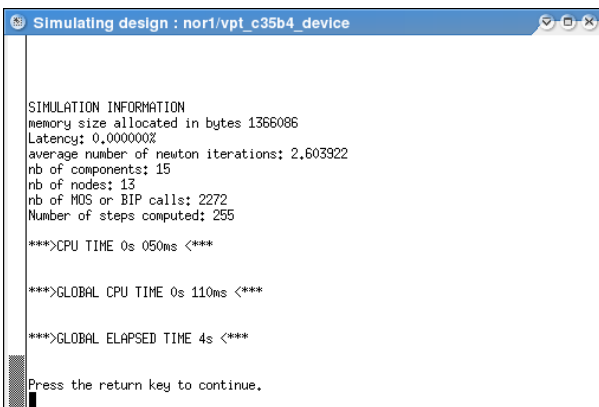 Simulating design : nor1/vpt_c35b4_device
SIMULATION INFORMATION
memory size allocated in bytes 1366086
Latency: 0.000000%
average number of newton iterations: 2.603922
nb of components: 15
nb of nodes: 13
nb of MOS or BIP calls: 2272
Number of steps computed: 255
***>CPU TIME 0s 050ms <***
***>GLOBAL CPU TIME 0s 110ms <***
***>GLOBAL ELAPSED TIME 4s <***
Press the return key to continue.